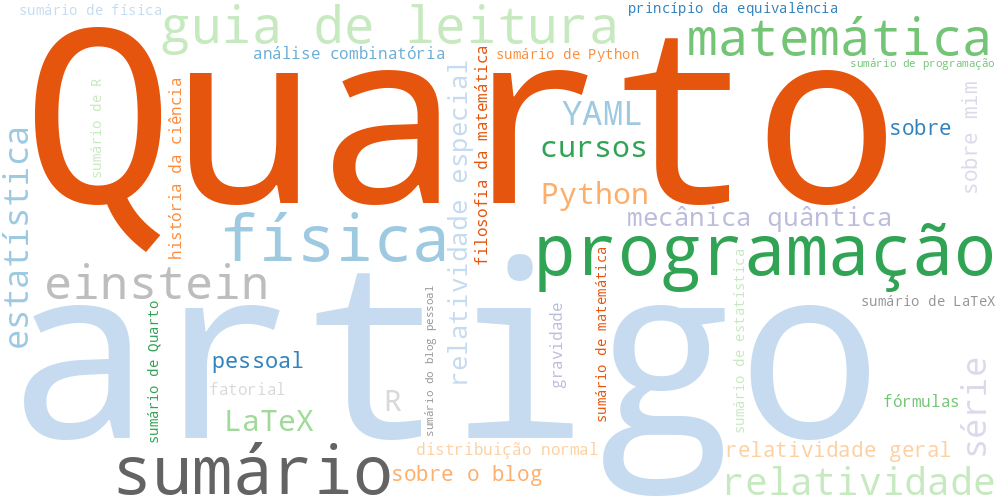 sumário de física
guia de leitura
princípio da equivalência
matemática
análise combinatória
sumário de Python
sumário de programação
Quarto
sumário de R
história da ciência
relatividade especial
filosofia da matemática
YAML
cursos
sobre
sobre mim
estatística
Python
mecânica quântica
física
programação
einstein
artigo
sumário de Quarto
sumário do blog pessoal
gravidade
sumário de matemática
sumário de estatística
sumário de LaTeX
pessoal
fatorial
R
LaTeX
fórmulas
série
sumário
distribuição normal
sobre o blog
relatividade geral
relatividade